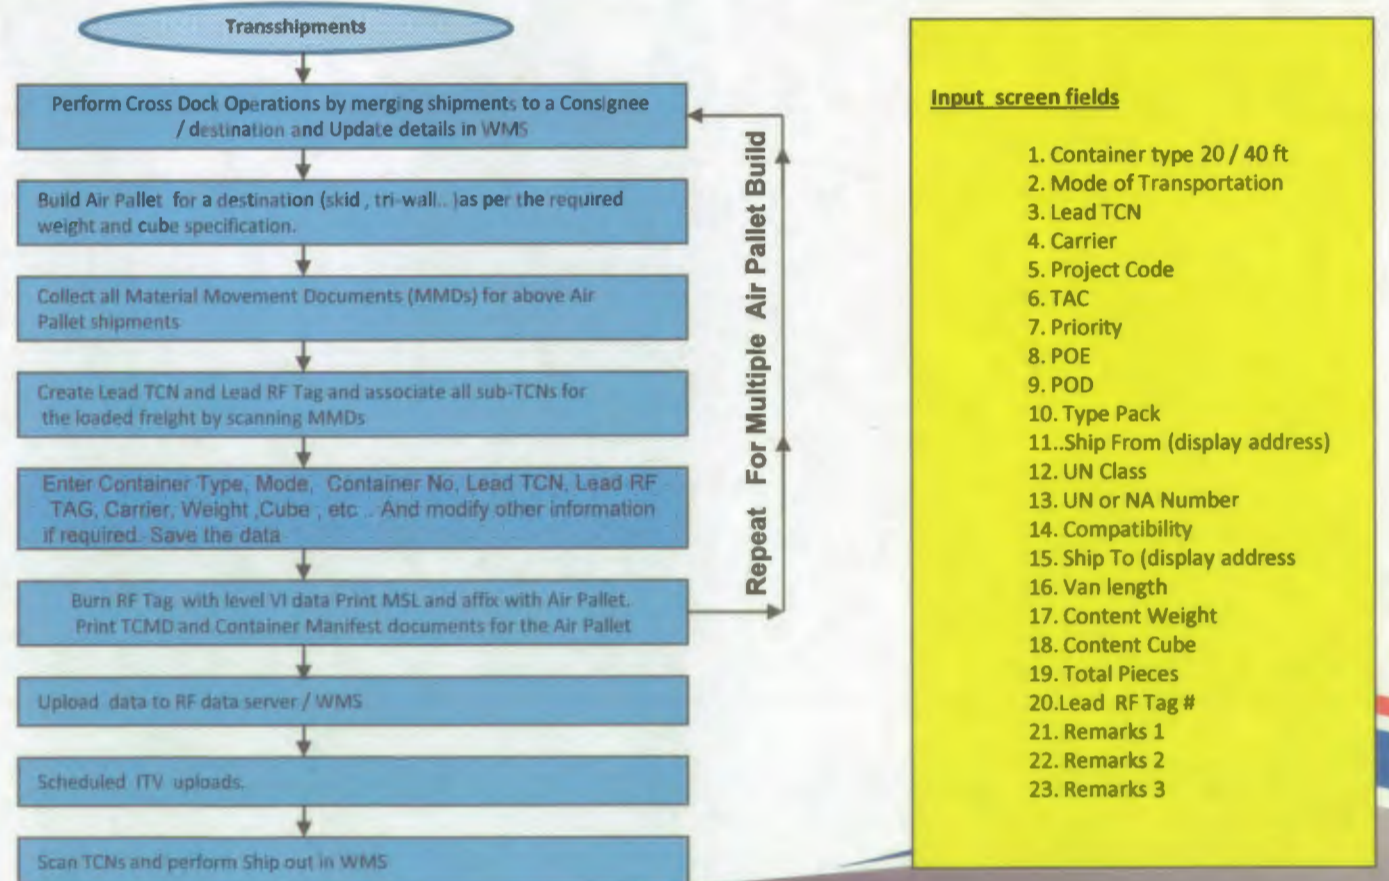 Transshipments
Perform Cross Dock Operations by merging shipments to a Consignee
/ destination and Update details in WMS
Build Air Pallet for a destination (skid , tri-wall.. )as per the required
weight and cube specification.
Collect all Material Movement Documents (MMDs) for above Air
Pallet shipments
Create Lead TCN and Lead RF Tag and associate all sub-TCNs for
the loaded freight by scanning MMDs
Enter Container Type, Mode, Container No, Lead TCN, Lead RF
TAG, Carrier, Weight ,Cube , etc .. And modify other information
if required. Save the data
Burn RF Tag with level VI data Print MSL and affix with Air Pallet.
Print TCMD and Container Manifest documents for the Air Pallet
Upload data to RF data server / WMS
Scheduled ITV uploads.
Scan TCNs and perform Ship out in WMS
Repeat For Multiple Air Pallet Build
Input screen fields
1. Container type 20 / 40 ft
2. Mode of Transportation
3. Lead TCN
4. Carrier
5. Project Code
6. TAC
7. Priority
8. POE
9. POD
10. Type Pack
11..Ship From (display address)
12. UN Class
13. UN or NA Number
14. Compatibility
15. Ship To (display address
16. Van length
17. Content Weight
18. Content Cube
19. Total Pieces
20.Lead RF Tag #
21. Remarks 1
22. Remarks 2
23. Remarks 3